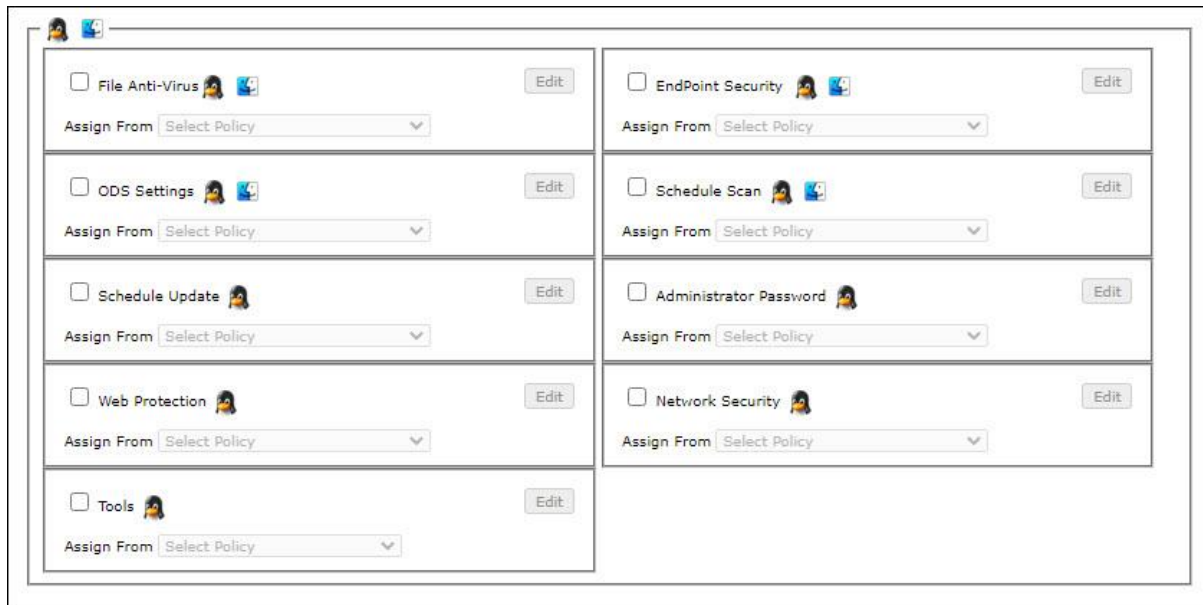 File Anti-Virus Edit
Assign From Select Policy
EndPoint Security Edit
Assign From Select Policy
ODS Settings Edit
Assign From Select Policy
Schedule Scan Edit
Assign From Select Policy
Schedule Update Edit
Assign From Select Policy
Administrator Password Edit
Assign From Select Policy
Web Protection Edit
Assign From Select Policy
Network Security Edit
Assign From Select Policy
Tools Edit
Assign From Select Policy